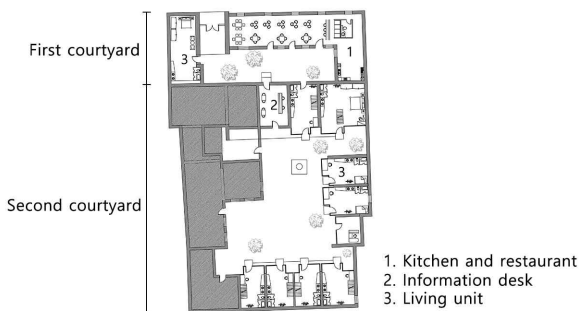 First courtyard
3
1
2
3
Second courtyard
1. Kitchen and restaurant
2. Information desk
3. Living unit